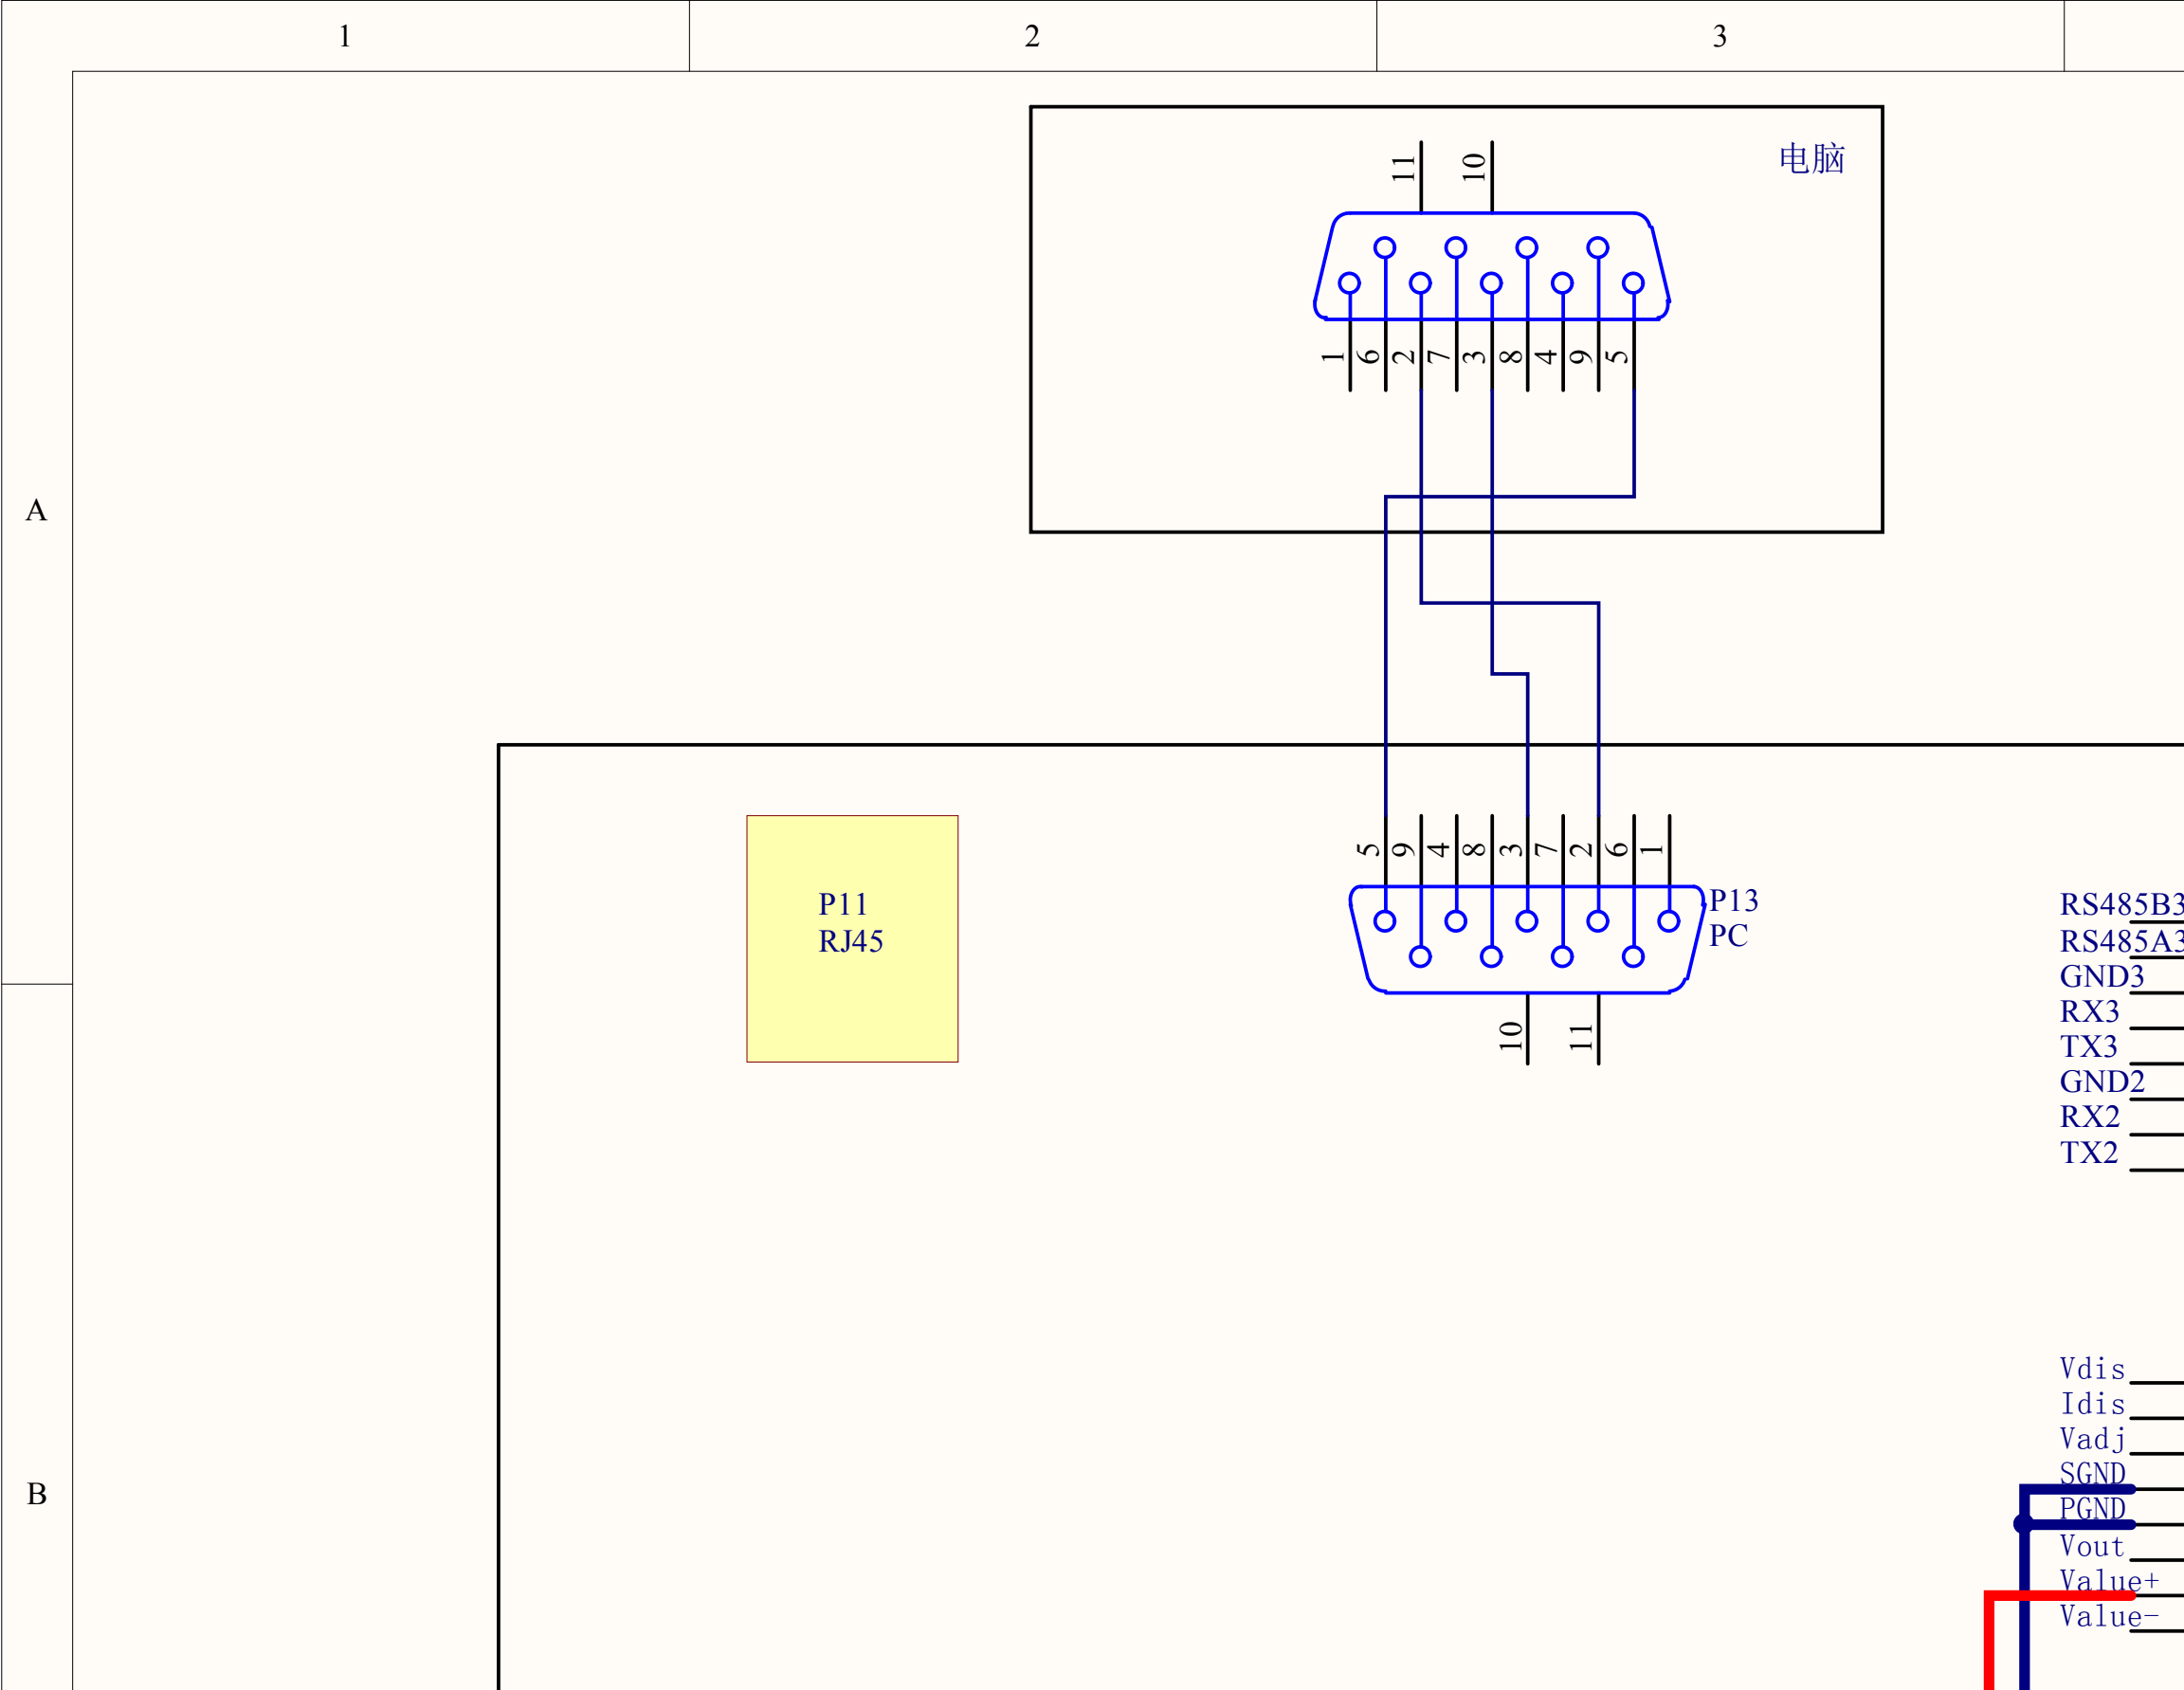 1
2
3
电脑
11
10
1
6
2
7
3
8
4
9
5
A
5
9
4
8
3
7
2
6
1
P11
RJ45
P13
PC
10
11
RS485B3
RS485A3
GND3
RX3
TX3
GND2
RX2
TX2
Vdis
Idis
Vadj
B
SGND
PGND
Vout
Value+
Value-